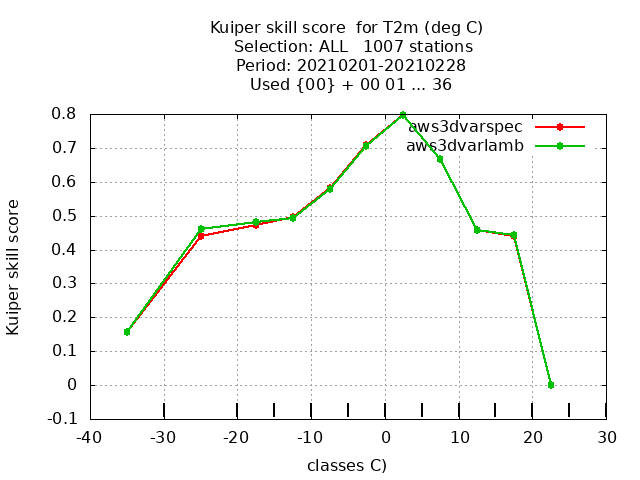 Kuiper skill score  for T2m (deg C)
Selection: ALL   1007 stations
Period: 20210201-20210228
Used {00} + 00 01 ... 36
Kuiper skill score
0.8
0.7
0.6
0.5
0.4
0.3
0.2
0.1
0
-0.1
aws3dvarspec
aws3dvarlamb
-40 -30 -20 -10 0 10 20 30
classes C)